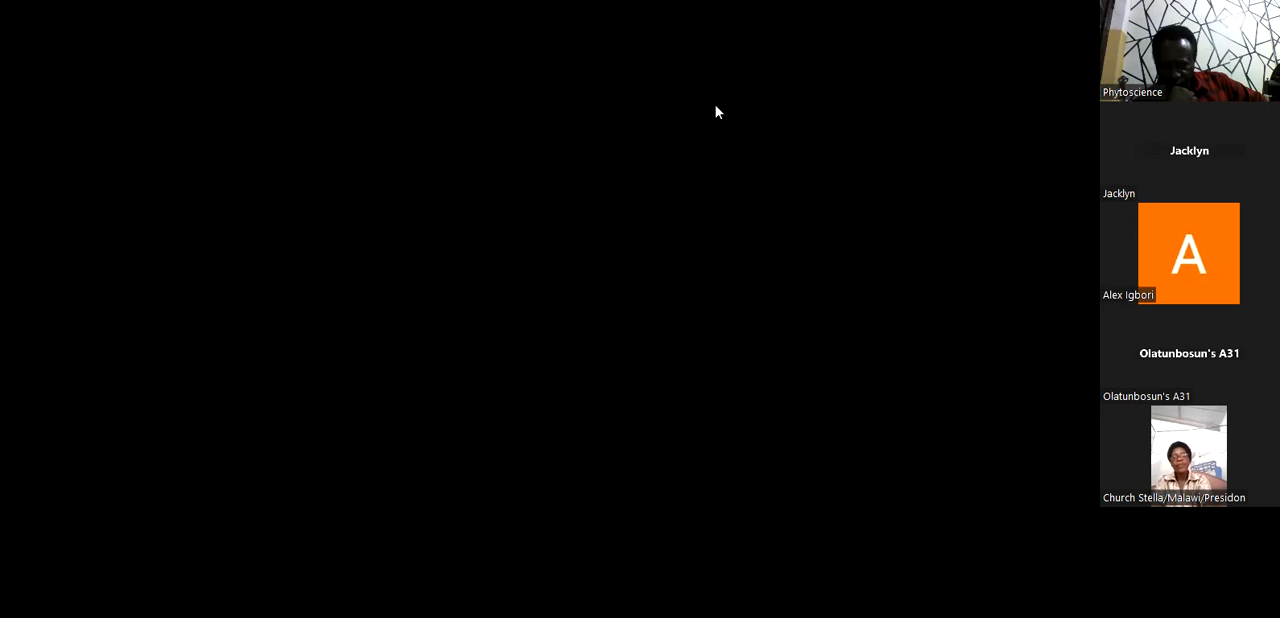 Phytoscience
Jacklyn
Jacklyn
A
Alex Igbori
Olatunbosun's A31
Olatunbosun's A31
Church Stella/Malawi/Presidon